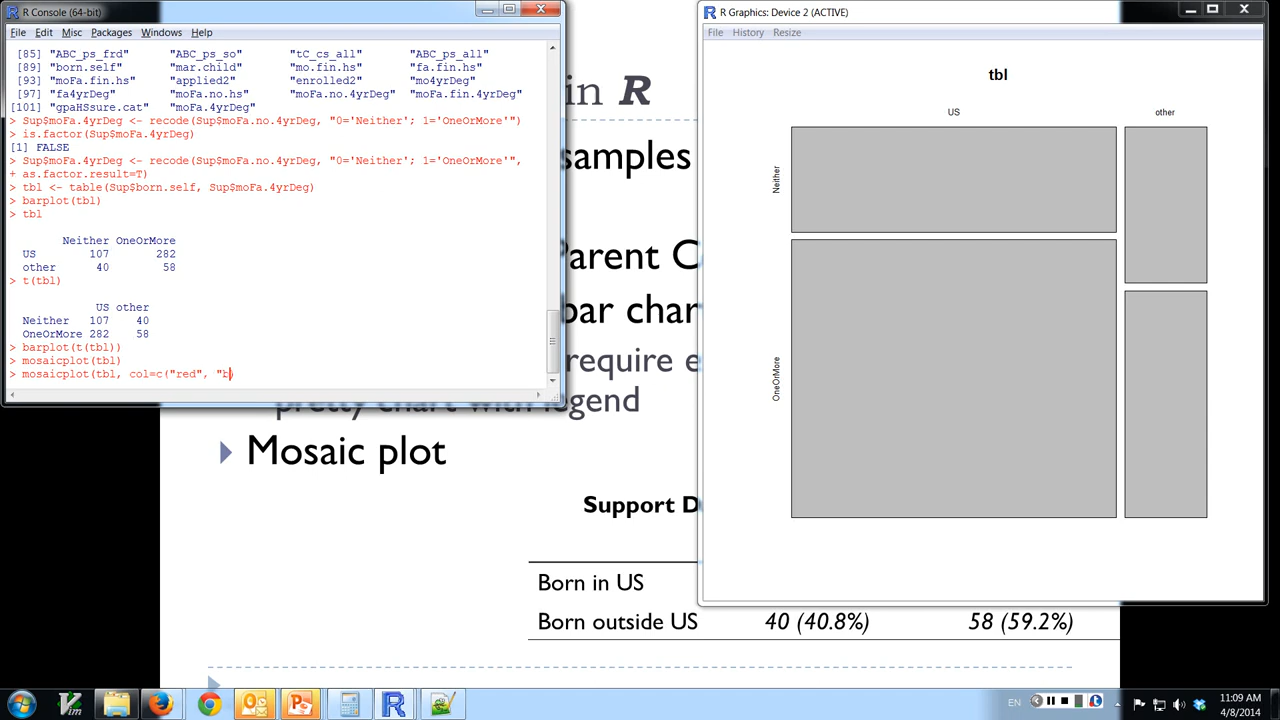 R Console (64-bit)
File Edit Misc Packages Windows Help
[85] "ABC_ps_frd" "ABC_ps_so" "tC_cs_all" "ABC_ps_all"
[89] "born.self" "mar.child" "mo.fin.hs" "fa.fin.hs"
[93] "moFa.fin.hs" "applied2" "enrolled2" "mo4yrDeg"
[97] "fa4yrDeg" "moFa.no.hs" "moFa.no.4yrDeg" "moFa.fin.4yrDeg"
[101] "gpaHSsure.cat" "moFa.4yrDeg"
> Sup$moFa.4yrDeg <- recode(Sup$moFa.no.4yrDeg, "0='Neither'; 1='OneOrMore'")
> is.factor(Sup$moFa.4yrDeg)
[1] FALSE
> Sup$moFa.4yrDeg <- recode(Sup$moFa.no.4yrDeg, "0='Neither'; 1='OneOrMore'",
+ as.factor.result=T)
> tbl <- table(Sup$born.self, Sup$moFa.4yrDeg)
> barplot(tbl)
> tbl
Neither OneOrMore
US 107 282
other 40 58
> t(tbl)
US other
Neither 107 40
OneOrMore 282 58
> barplot(t(tbl))
> mosaicplot(tbl)
> mosaicplot(tbl, col=c("red", "b)
R Graphics: Device 2 (ACTIVE)
File History Resize
tbl
US other
Neither
OneOrMore
in R
samples
Parent C
bar char
require e
pretty chart with legend
Mosaic plot
Support D
Born in US
Born outside US 40 (40.8%) 58 (59.2%)
EN
11:09 AM
4/8/2014